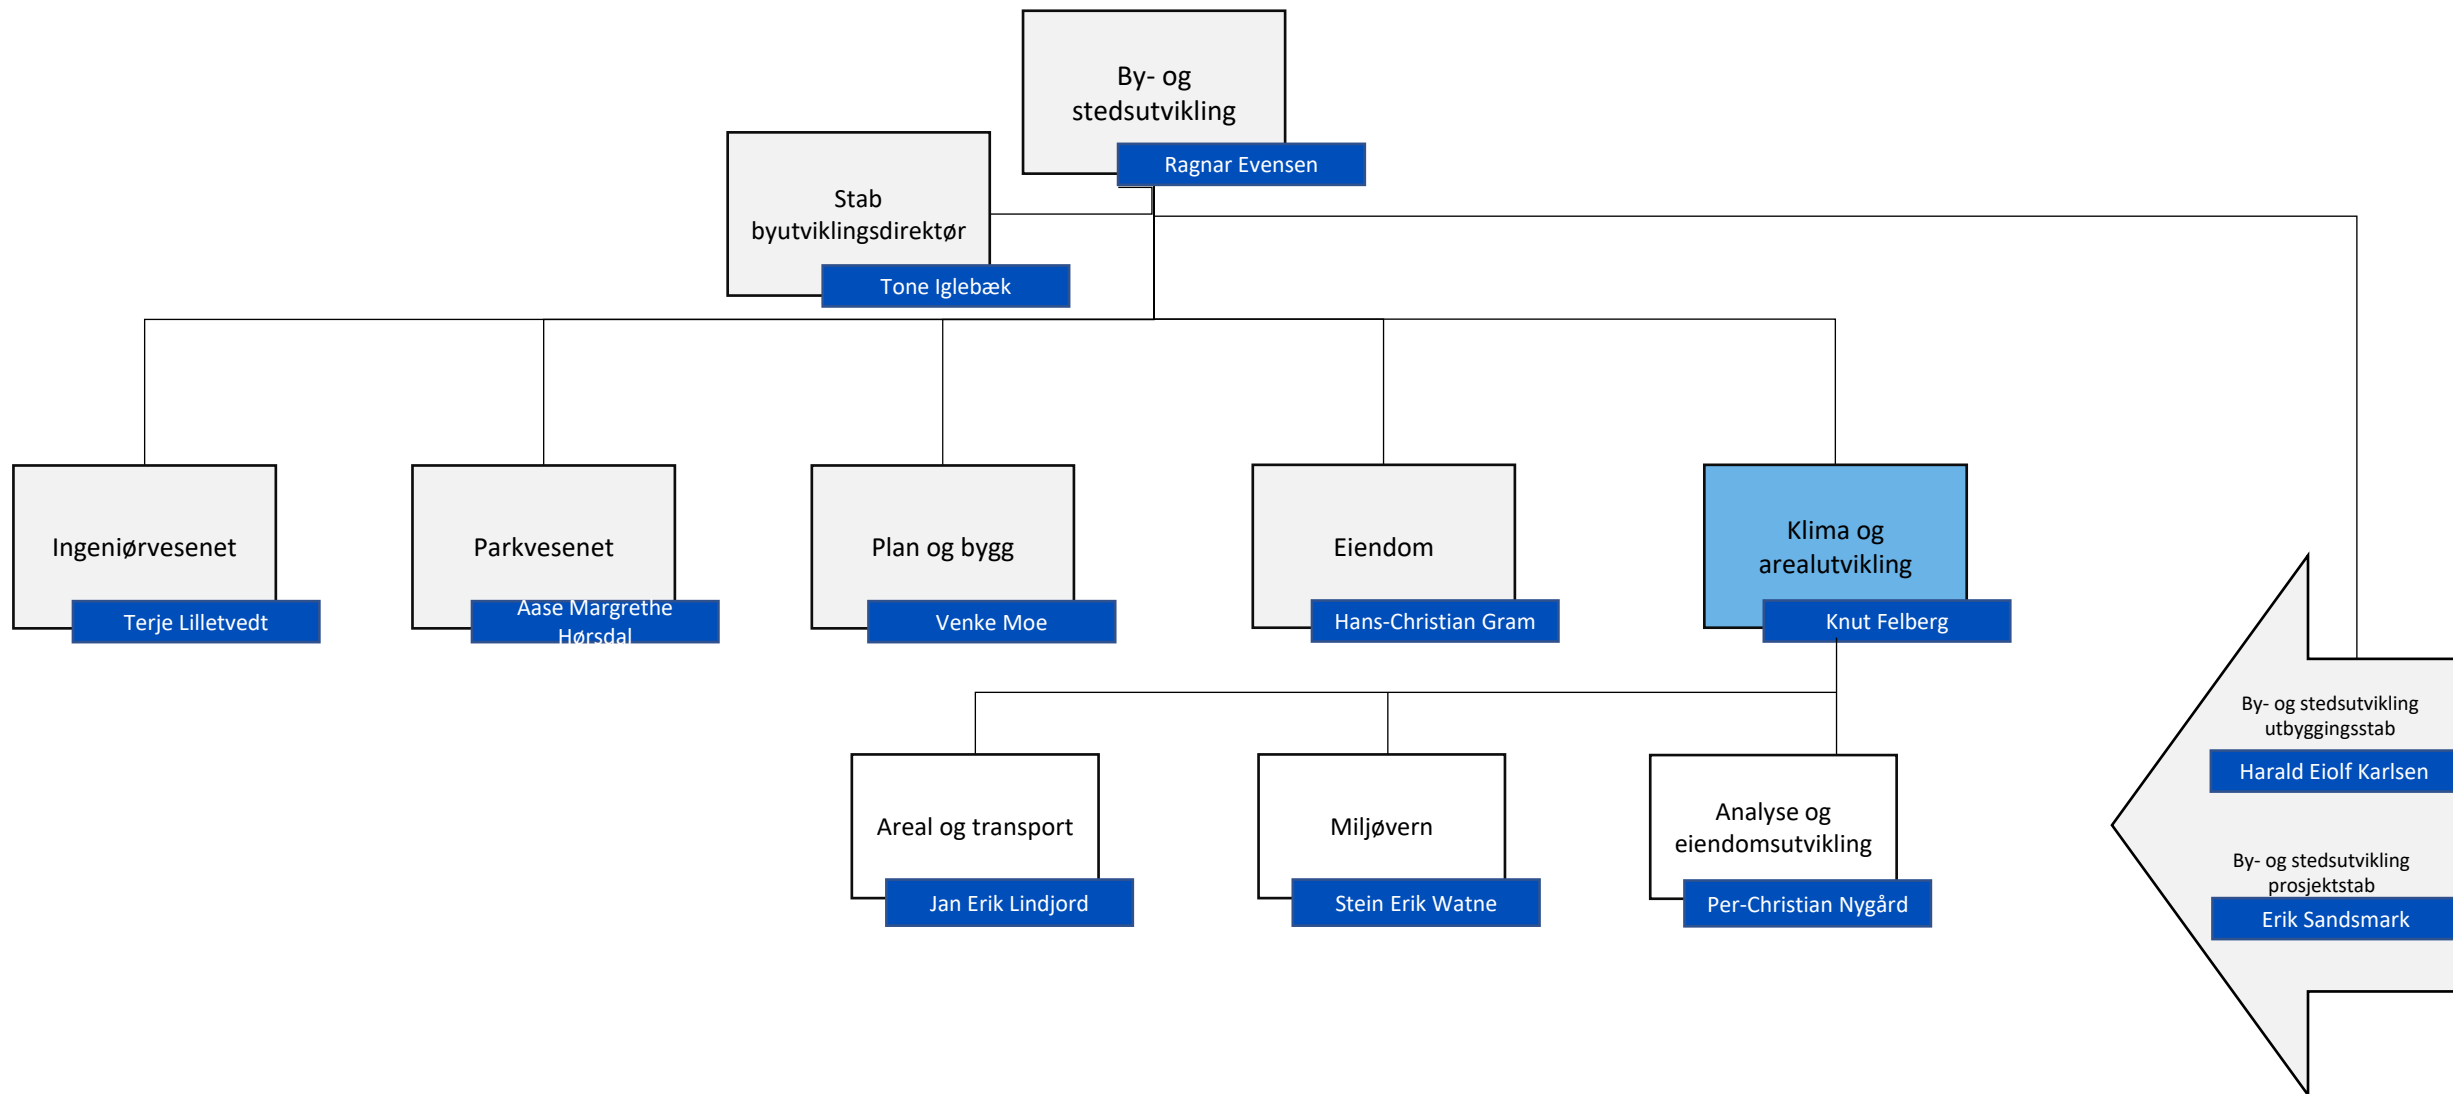 By- og
stedsutvikling
Ragnar Evensen
Stab
byutviklingsdirektør
Tone Iglebæk
Ingeniørvesenet
Terje Lilletvedt
Parkvesenet
Aase Margrethe
Hørsdal
Plan og bygg
Venke Moe
Eiendom
Hans-Christian Gram
Klima og
arealutvikling
Knut Felberg
Areal og transport
Jan Erik Lindjord
Miljøvern
Stein Erik Watne
Analyse og
eiendomsutvikling
Per-Christian Nygård
By- og stedsutvikling
utbyggingsstab
Harald Eiolf Karlsen
By- og stedsutvikling
prosjektstab
Erik Sandsmark